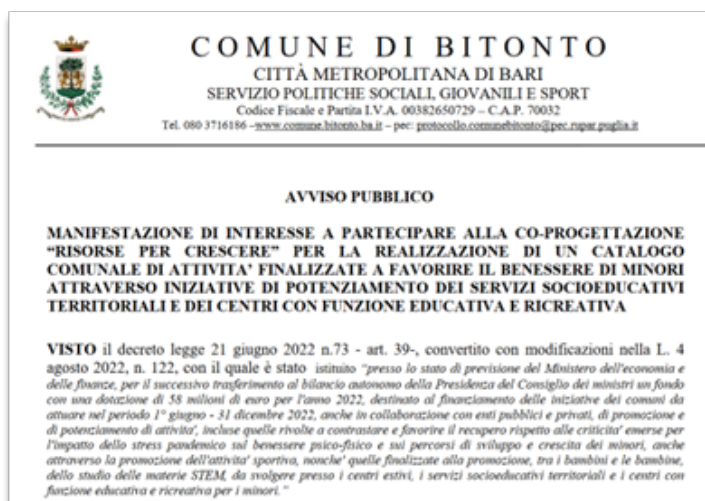 COMUNE DI BITONTO
CITTÀ METROPOLITANA DI BARI
SERVIZIO POLITICHE SOCIALI, GIOVANILI E SPORT
Codice Fiscale e Partita I.V.A. 00382650729 – C.A.P. 70032
Tel. 080 3716186 –www.comune.bitonto.ba.it – pec: protocollo.comunebitonto@pec.rupar.puglia.it
AVVISO PUBBLICO
MANIFESTAZIONE DI INTERESSE A PARTECIPARE ALLA CO-PROGETTAZIONE
“RISORSE PER CRESCERE” PER LA REALIZZAZIONE DI UN CATALOGO
COMUNALE DI ATTIVITA’ FINALIZZATE A FAVORIRE IL BENESSERE DI MINORI
ATTRAVERSO INIZIATIVE DI POTENZIAMENTO DEI SERVIZI SOCIOEDUCATIVI
TERRITORIALI E DEI CENTRI CON FUNZIONE EDUCATIVA E RICREATIVA
VISTO il decreto legge 21 giugno 2022 n.73 - art. 39-, convertito con modificazioni nella L. 4
agosto 2022, n. 122, con il quale è stato istituito “presso lo stato di previsione del Ministero dell'economia e
delle finanze, per il successivo trasferimento al bilancio autonomo della Presidenza del Consiglio dei ministri un fondo
con una dotazione di 58 milioni di euro per l'anno 2022, destinato al finanziamento delle iniziative dei comuni da
attuare nel periodo 1° giugno - 31 dicembre 2022, anche in collaborazione con enti pubblici e privati, di promozione e
di potenziamento di attivita', incluse quelle rivolte a contrastare e favorire il recupero rispetto alle criticita' emerse per
l'impatto dello stress pandemico sul benessere psico-fisico e sui percorsi di sviluppo e crescita dei minori, anche
attraverso la promozione dell'attivita' sportiva, nonche' quelle finalizzate alla promozione, tra i bambini e le bambine,
dello studio delle materie STEM, da svolgere presso i centri estivi, i servizi socioeducativi territoriali e i centri con
funzione educativa e ricreativa per i minori.”